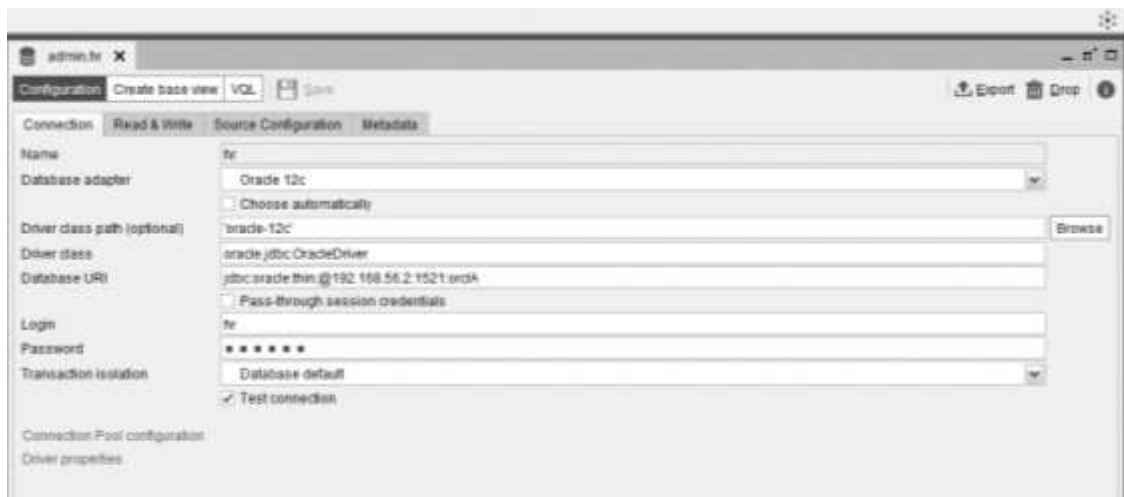 admin.hr
Configuration Create base view VQL Save Export Drop
Connection Read & Write Source Configuration Metadata
Name hr
Database adapter Oracle 12c
Choose automatically
Driver class path (optional) 'oracle-12c' Browse
Driver class oracle.jdbc.OracleDriver
Database URI jdbc:oracle:thin:@192.168.56.2:1521:orclA
Pass-through session credentials
Login hr
Password ******
Transaction isolation Database default
Test connection
Connection Pool configuration
Driver properties